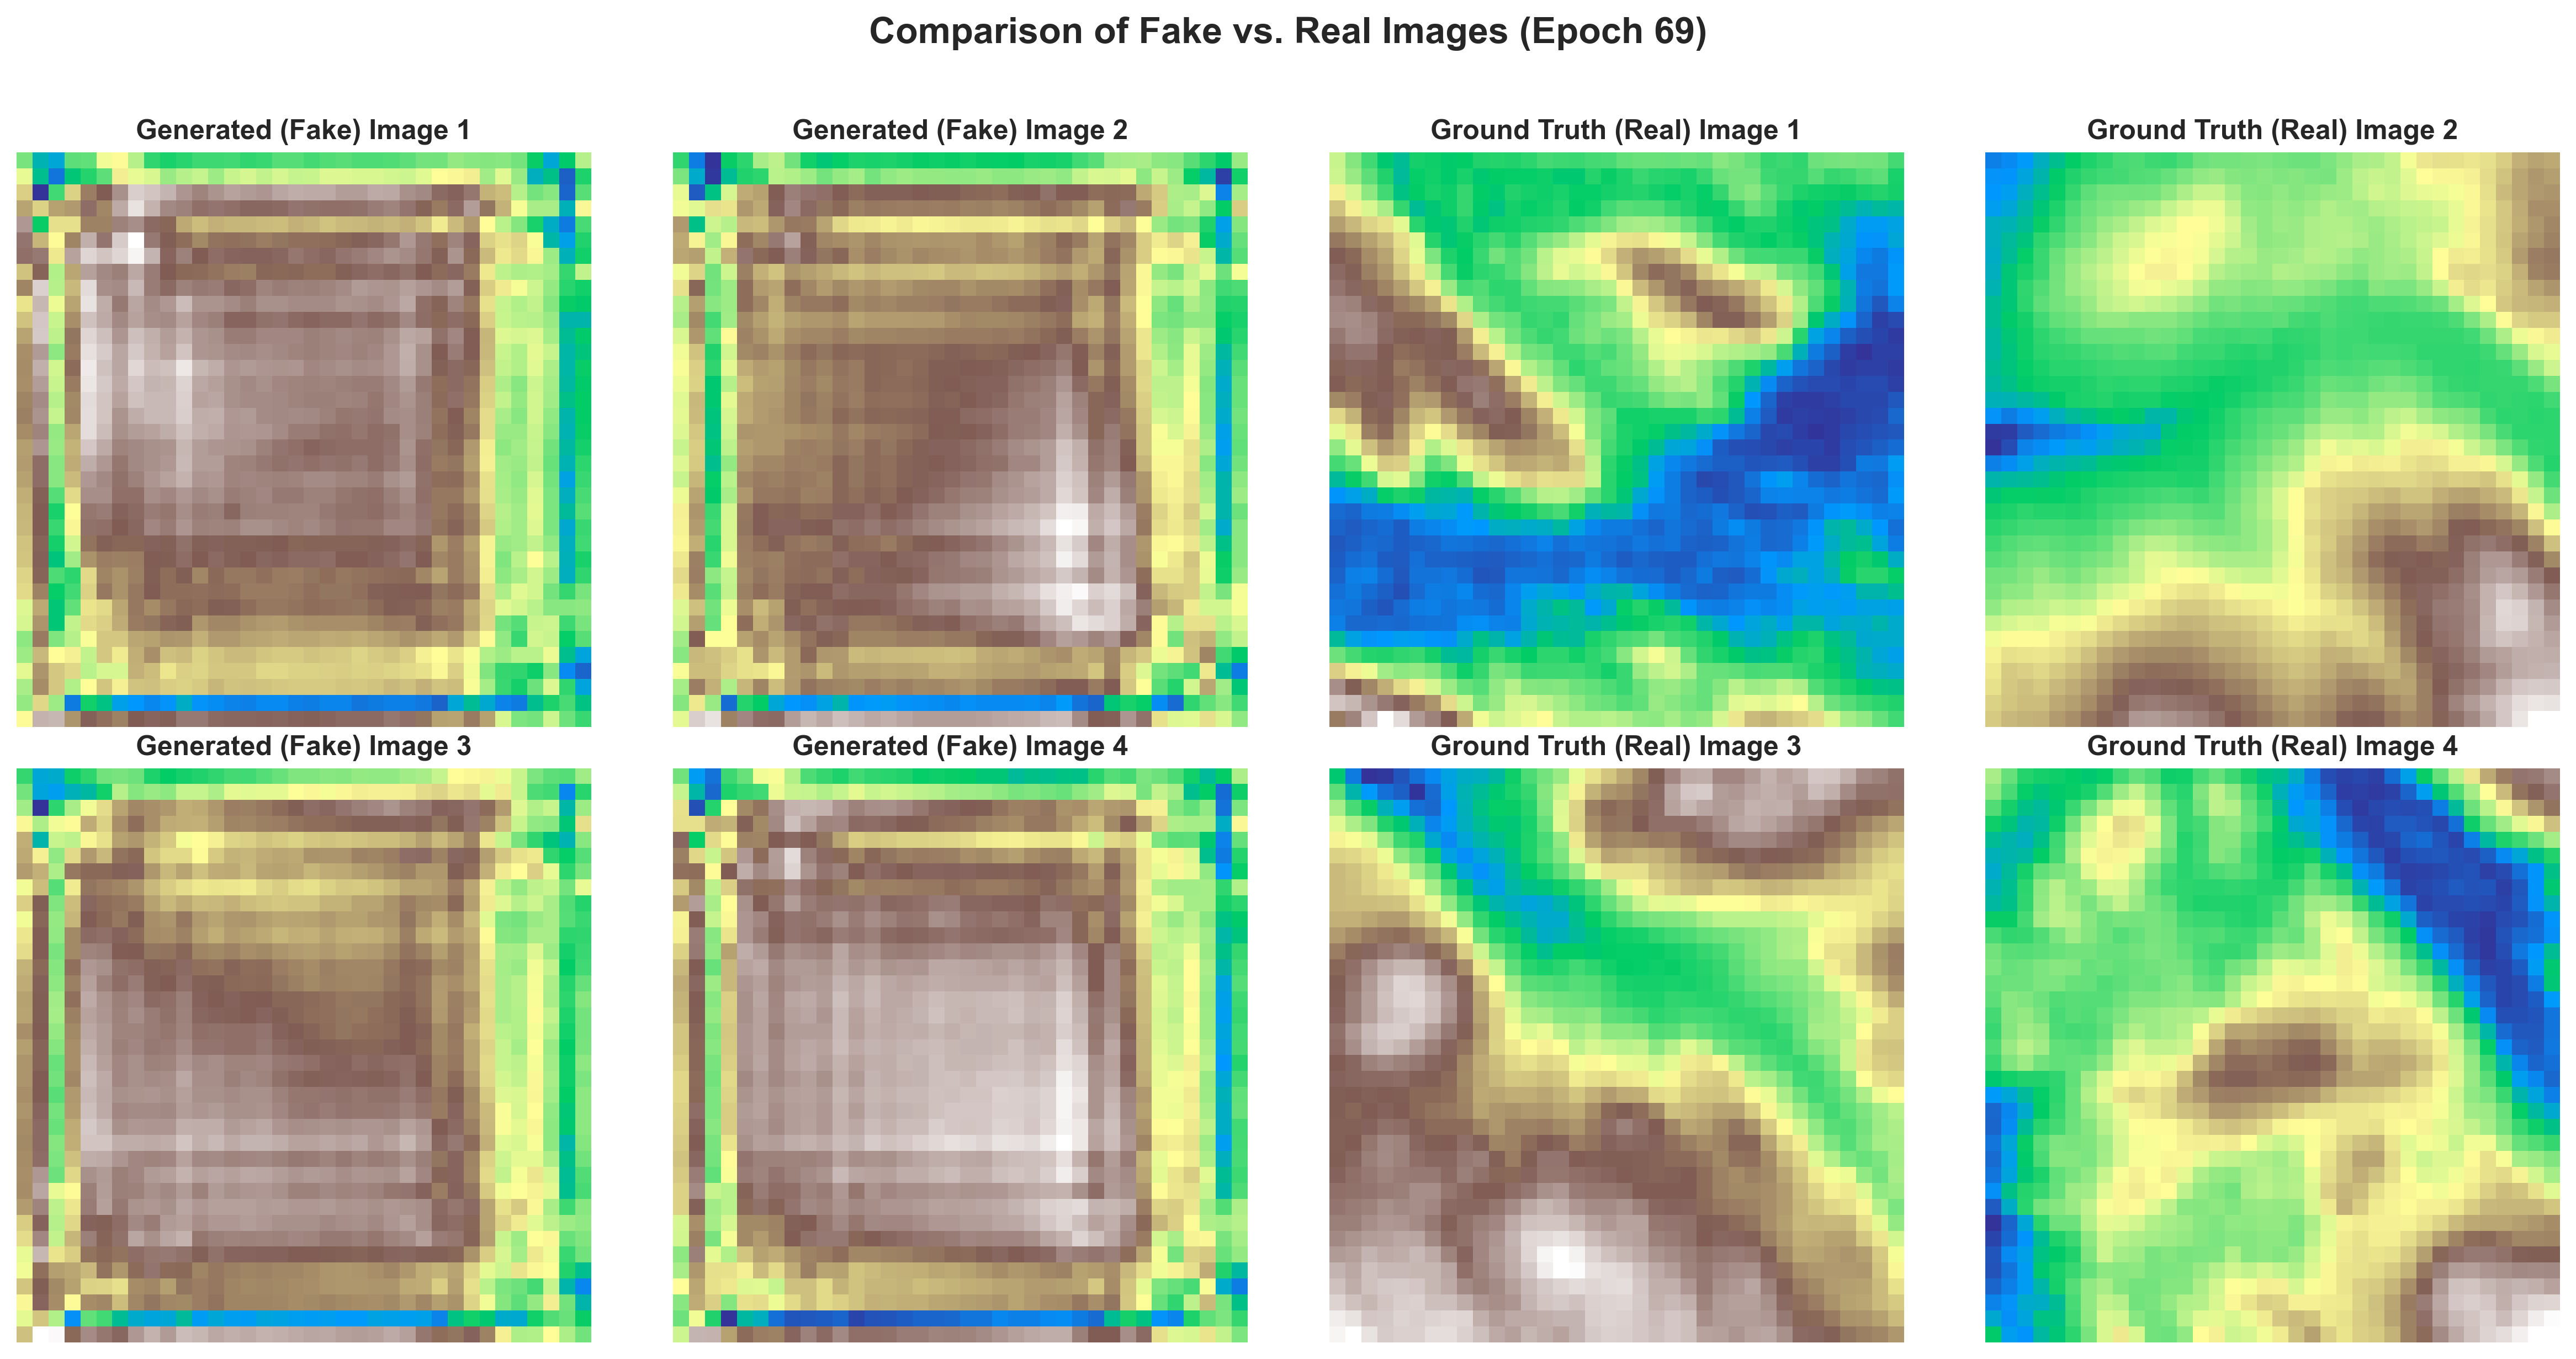 Comparison of Fake vs. Real Images (Epoch 69)
Generated (Fake) Image 1
Generated (Fake) Image 2
Ground Truth (Real) Image 1
Ground Truth (Real) Image 2
Generated (Fake) Image 3
Generated (Fake) Image 4
Ground Truth (Real) Image 3
Ground Truth (Real) Image 4